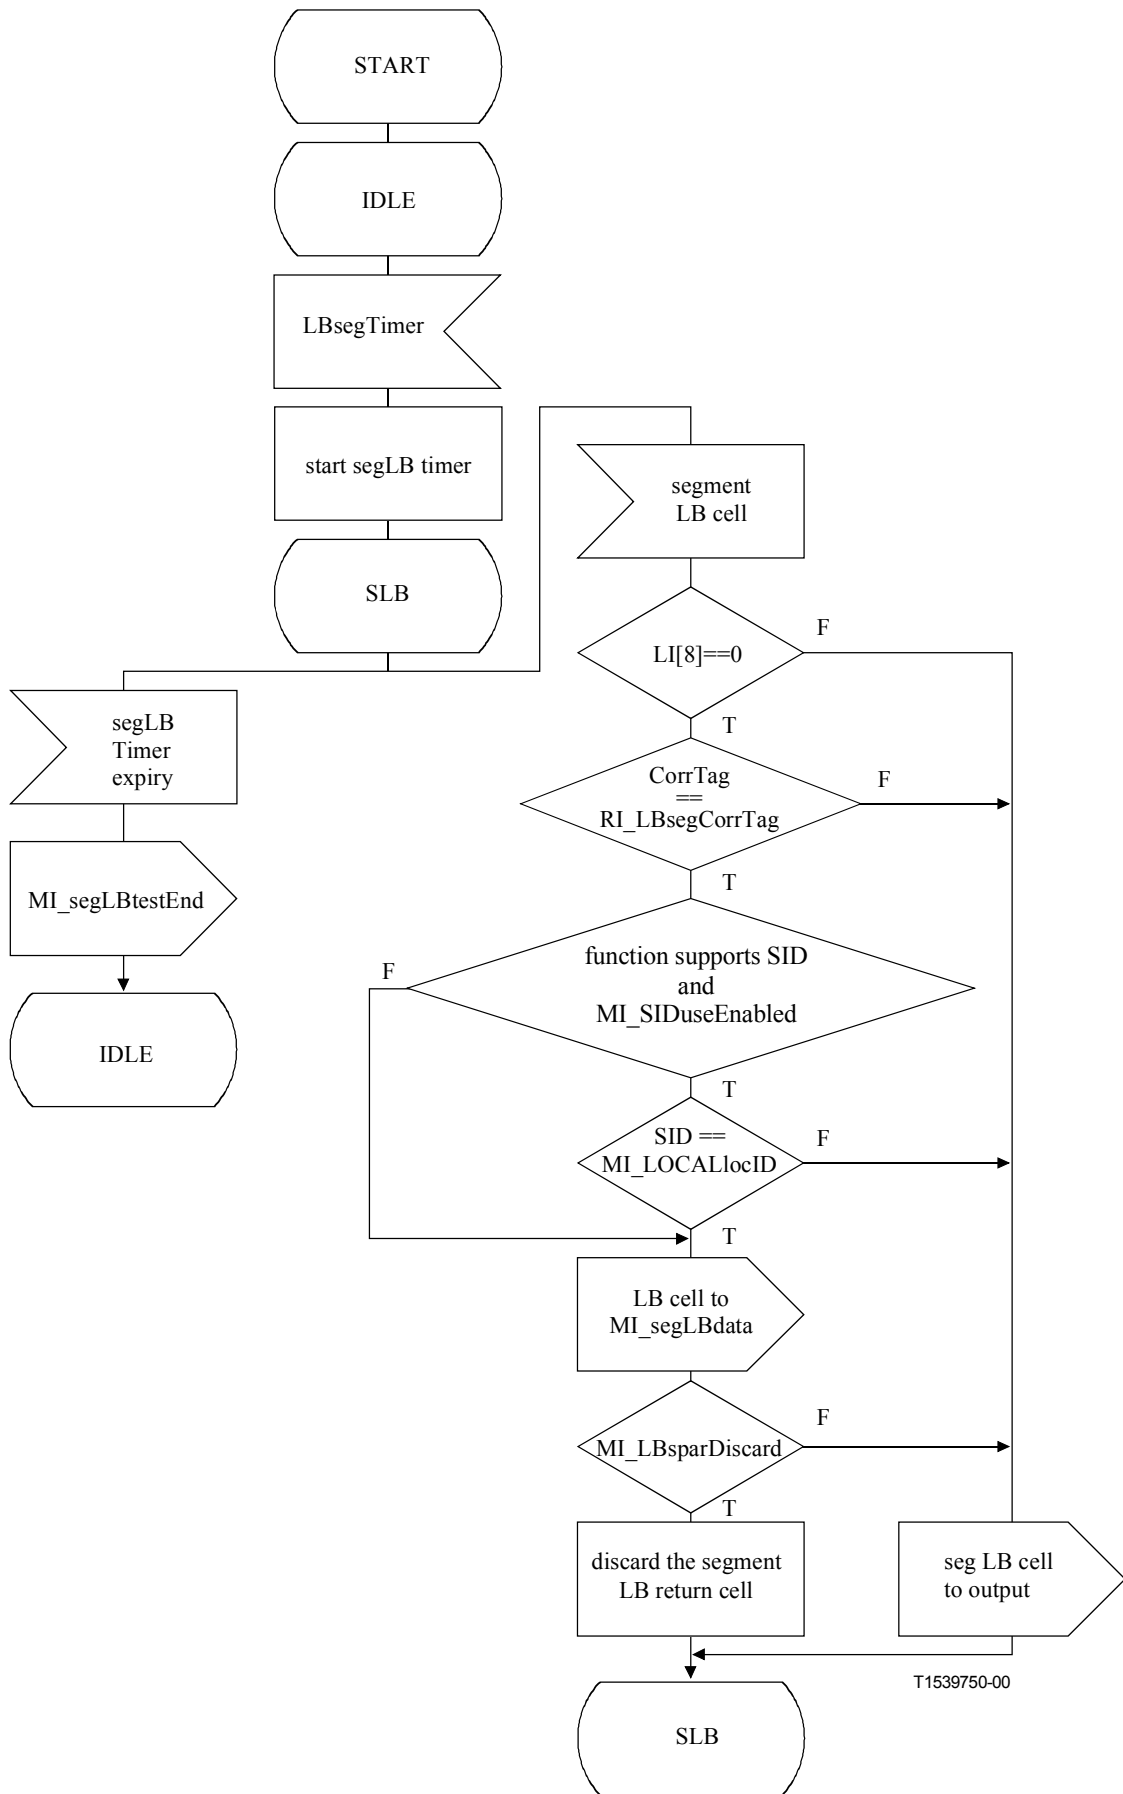 START
IDLE
LBsegTimer
start segLB timer
SLB
segment
LB cell
LI[8]==0
F
T
segLB
Timer
expiry
CorrTag
==
RI_LBsegCorrTag
F
T
MI_segLBtestEnd
function supports SID
and
MI_SIDuseEnabled
F
T
IDLE
SID ==
MI_LOCALlocID
F
T
LB cell to
MI_segLBdata
MI_LBsparDiscard
F
T
discard the segment
LB return cell
seg LB cell
to output
T1539750-00
SLB